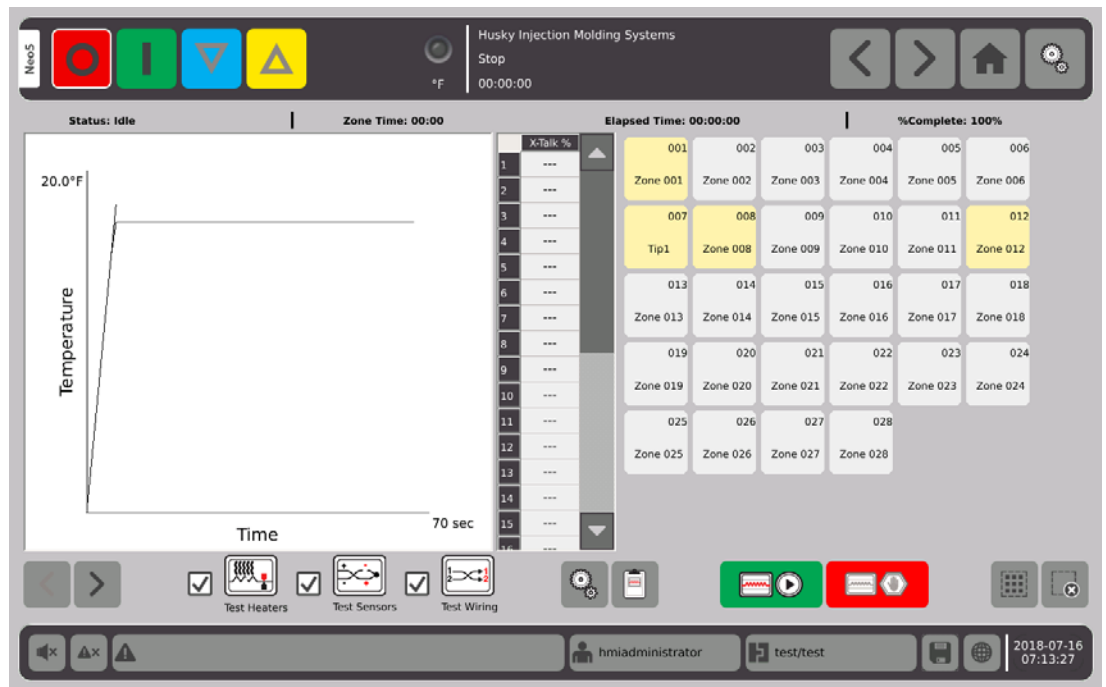 NeoS
°F
Husky Injection Molding Systems
Stop
00:00:00
Status: Idle
Zone Time: 00:00
Elapsed Time: 00:00:00
%Complete: 100%
20.0°F
Temperature
Time
70 sec
X-Talk %
1 ---
2 ---
3 ---
4 ---
5 ---
6 ---
7 ---
8 ---
9 ---
10 ---
11 ---
12 ---
13 ---
14 ---
15 ---
16 ---
001 002 003 004 005 006
Zone 001 Zone 002 Zone 003 Zone 004 Zone 005 Zone 006
007 008 009 010 011 012
Tip1 Zone 008 Zone 009 Zone 010 Zone 011 Zone 012
013 014 015 016 017 018
Zone 013 Zone 014 Zone 015 Zone 016 Zone 017 Zone 018
019 020 021 022 023 024
Zone 019 Zone 020 Zone 021 Zone 022 Zone 023 Zone 024
025 026 027 028
Zone 025 Zone 026 Zone 027 Zone 028
Test Heaters
Test Sensors
1 1
2 2
Test Wiring
hmiadministrator
test/test
2018-07-16
07:13:27